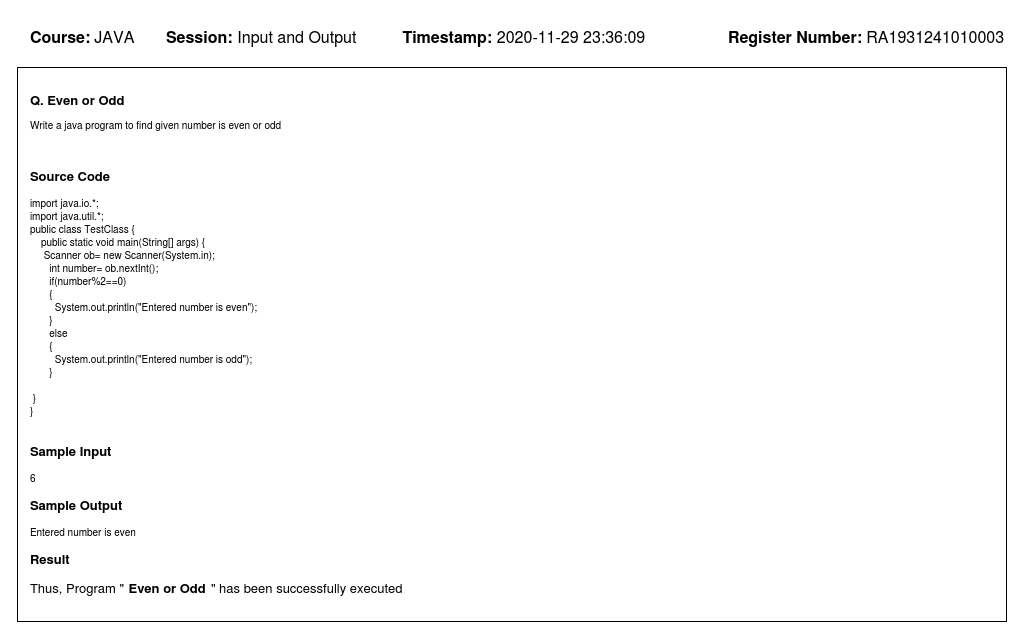 Course: JAVA Session: Input and Output Timestamp: 2020-11-29 23:36:09 Register Number: RA1931241010003
Q. Even or Odd
Write a java program to find given number is even or odd
Source Code
import java.io.*;
import java.util.*;
public class TestClass {
    public static void main(String[] args) {
     Scanner ob= new Scanner(System.in);
       int number= ob.nextInt();
       if(number%2==0)
       {
         System.out.println("Entered number is even");
       }
       else
       {
         System.out.println("Entered number is odd");
       }
 }
}
Sample Input
6
Sample Output
Entered number is even
Result
Thus, Program " Even or Odd " has been successfully executed